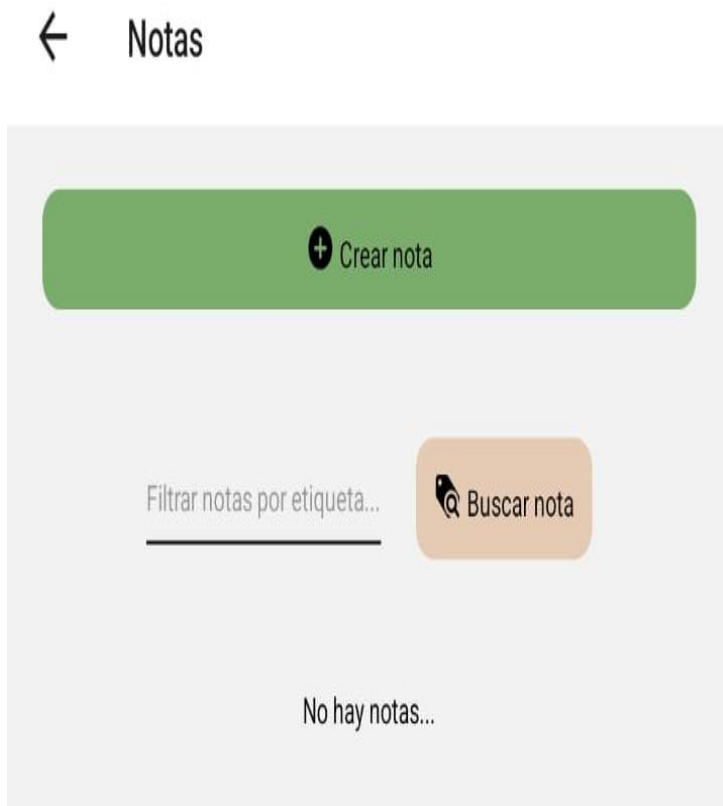 Notas
Crear nota
Filtrar notas por etiqueta...
Buscar nota
No hay notas...